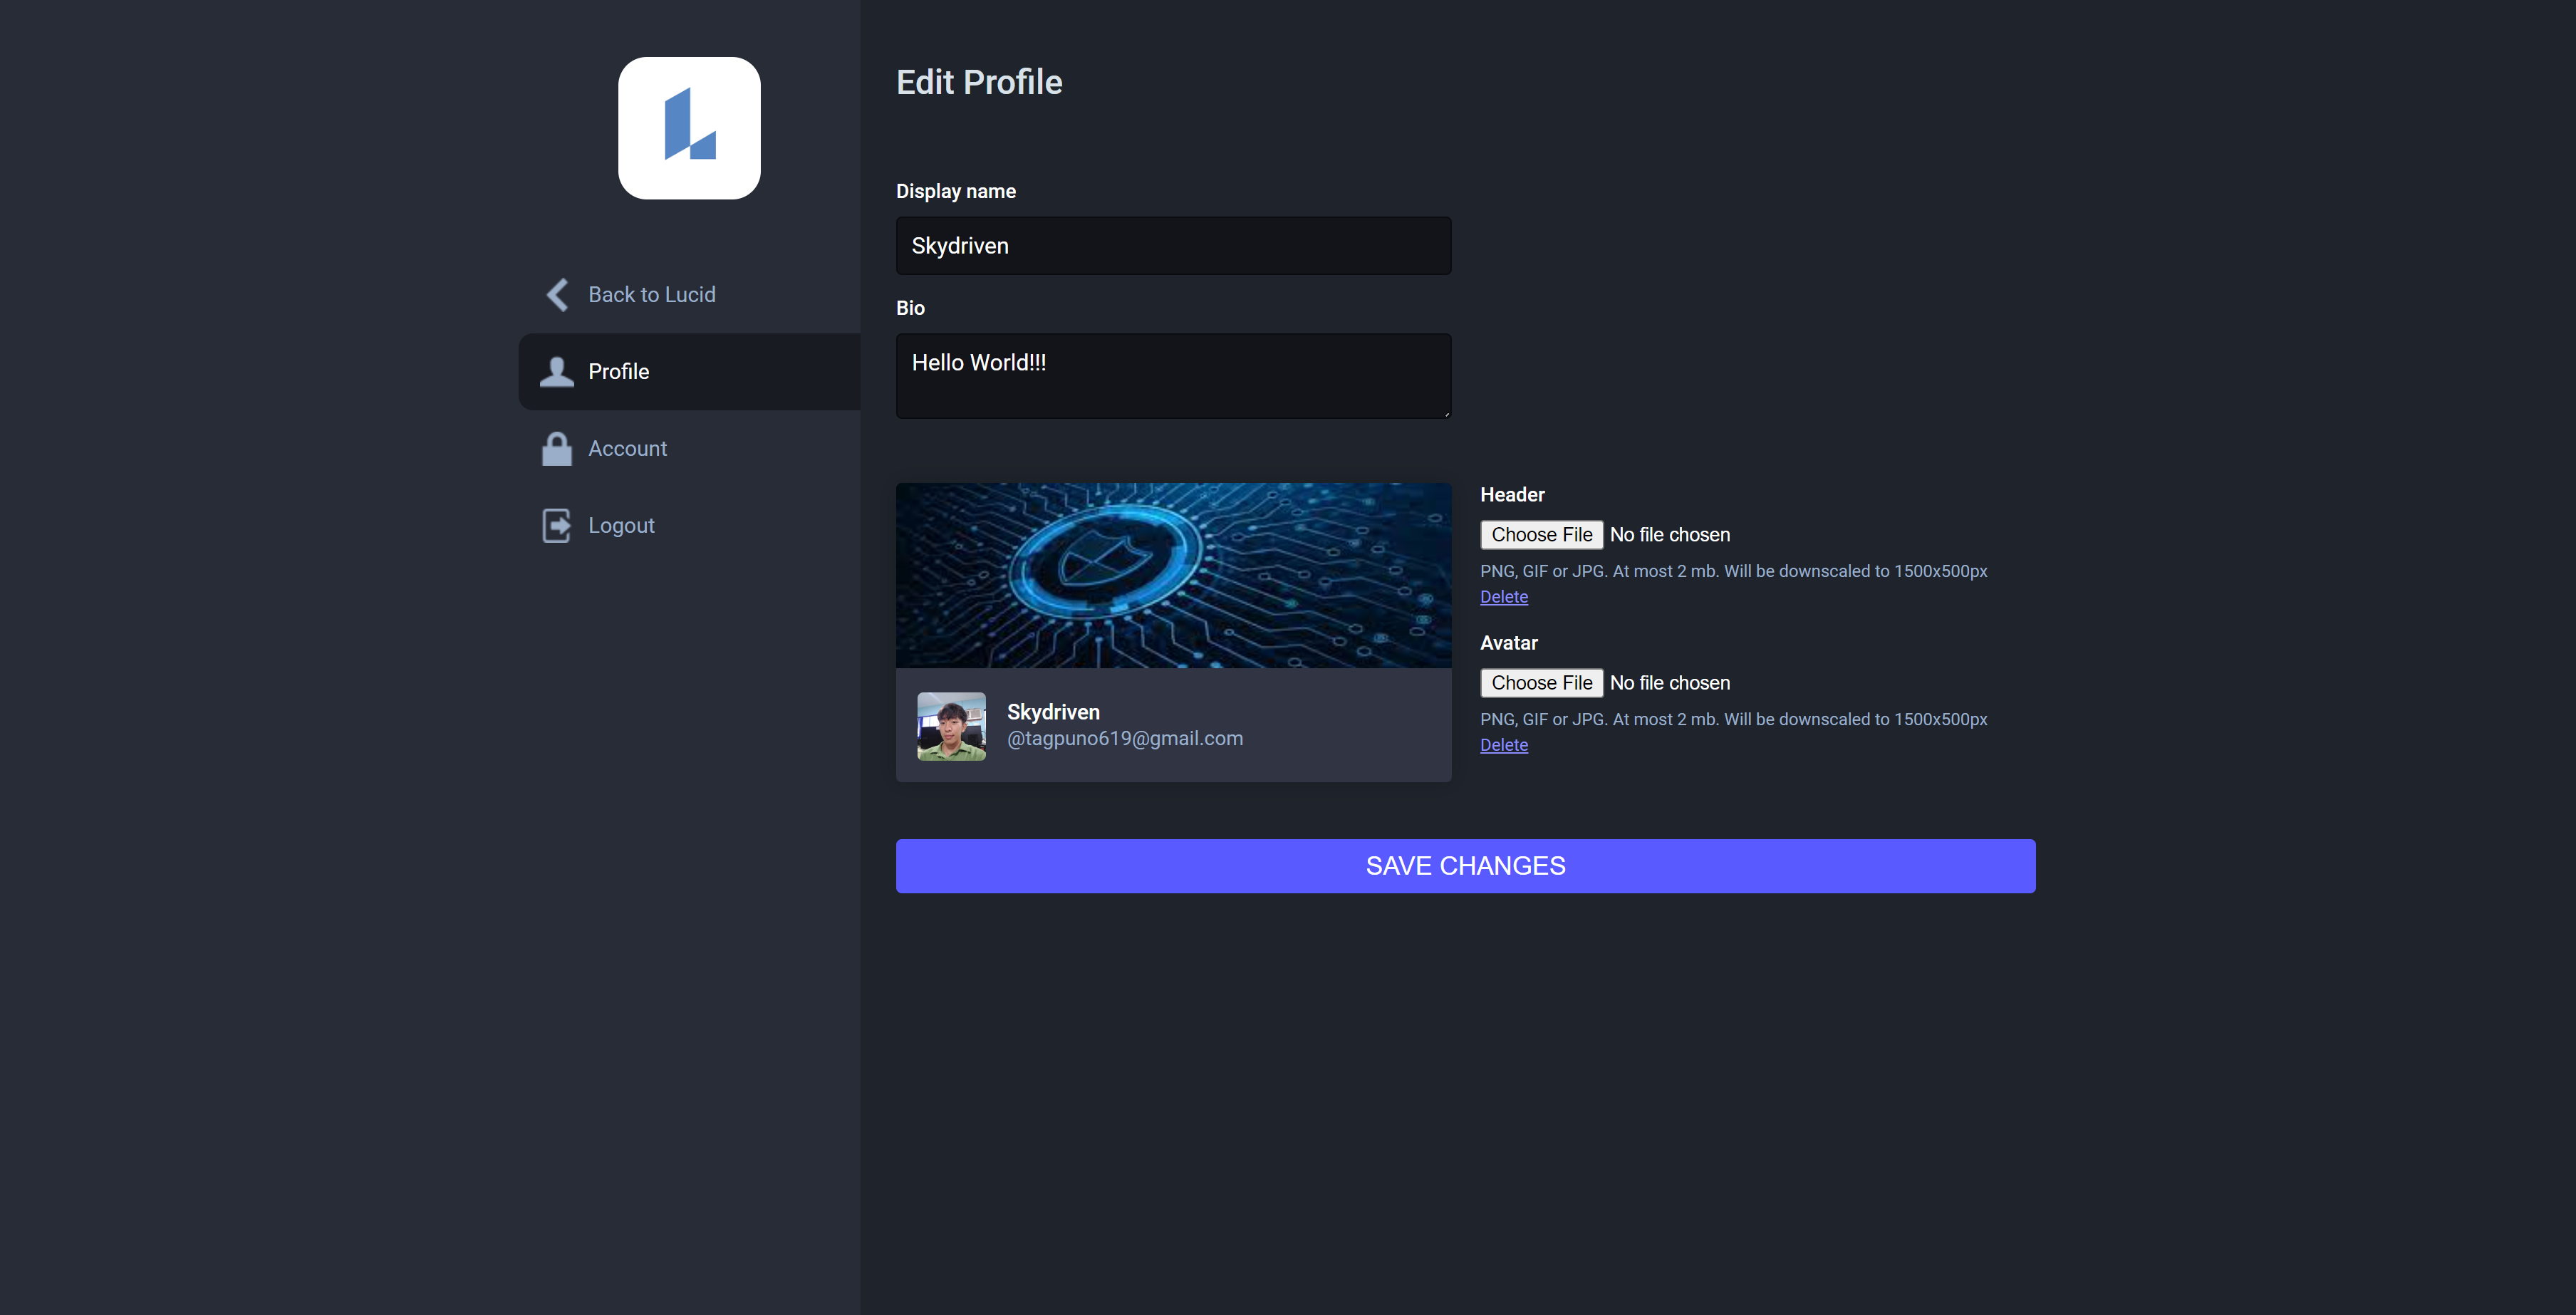 Back to Lucid
Profile
Account
Logout
Edit Profile
Display name
Skydriven
Bio
Hello World!!!
Skydriven
@tagpuno619@gmail.com
Header
Choose File No file chosen
PNG, GIF or JPG. At most 2 mb. Will be downscaled to 1500x500px
Delete
Avatar
Choose File No file chosen
PNG, GIF or JPG. At most 2 mb. Will be downscaled to 1500x500px
Delete
SAVE CHANGES